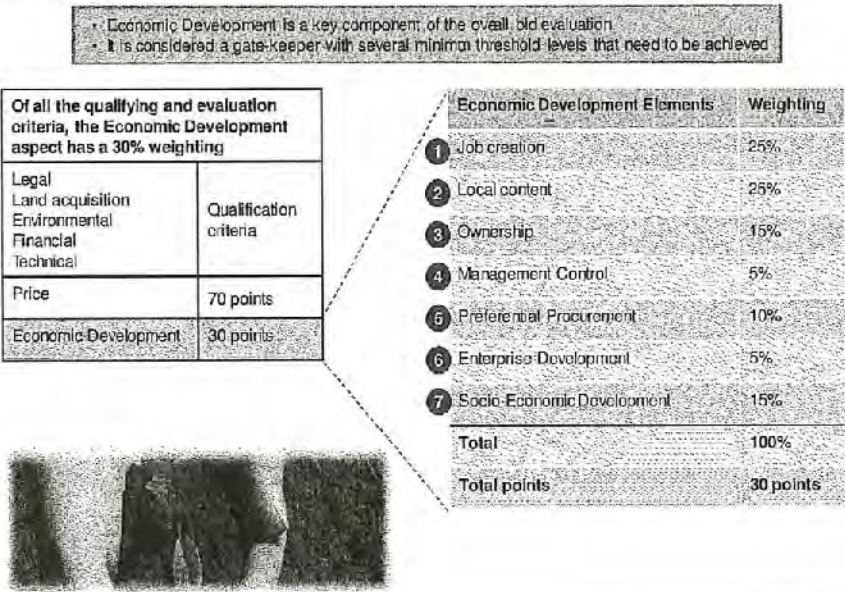 • Economic Development is a key component of the overall bid evaluation
• It is considered a gate-keeper with several minimum threshold levels that need to be achieved
Of all the qualifying and evaluation
criteria, the Economic Development
aspect has a 30% weighting
Legal
Land acquisition
Environmental
Financial
Technical
Qualification
criteria
Price
70 points
Economic Development
30 points
Economic Development Elements Weighting
1 Job creation 25%
2 Local content 25%
3 Ownership 15%
4 Management Control 5%
5 Preferential Procurement 10%
6 Enterprise Development 5%
7 Socio-Economic Development 15%
Total 100%
Total points 30 points